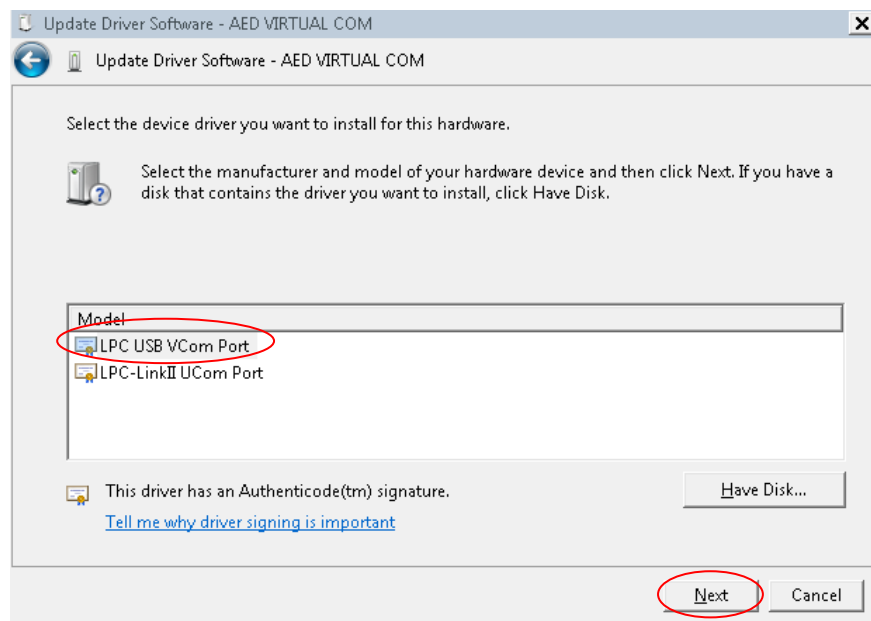 Update Driver Software - AED VIRTUAL COM
Update Driver Software - AED VIRTUAL COM
Select the device driver you want to install for this hardware.
Select the manufacturer and model of your hardware device and then click Next. If you have a
disk that contains the driver you want to install, click Have Disk.
Model
LPC USB VCom Port
LPC-LinkII UCom Port
This driver has an Authenticode(tm) signature.
Have Disk...
Tell me why driver signing is important
Next
Cancel